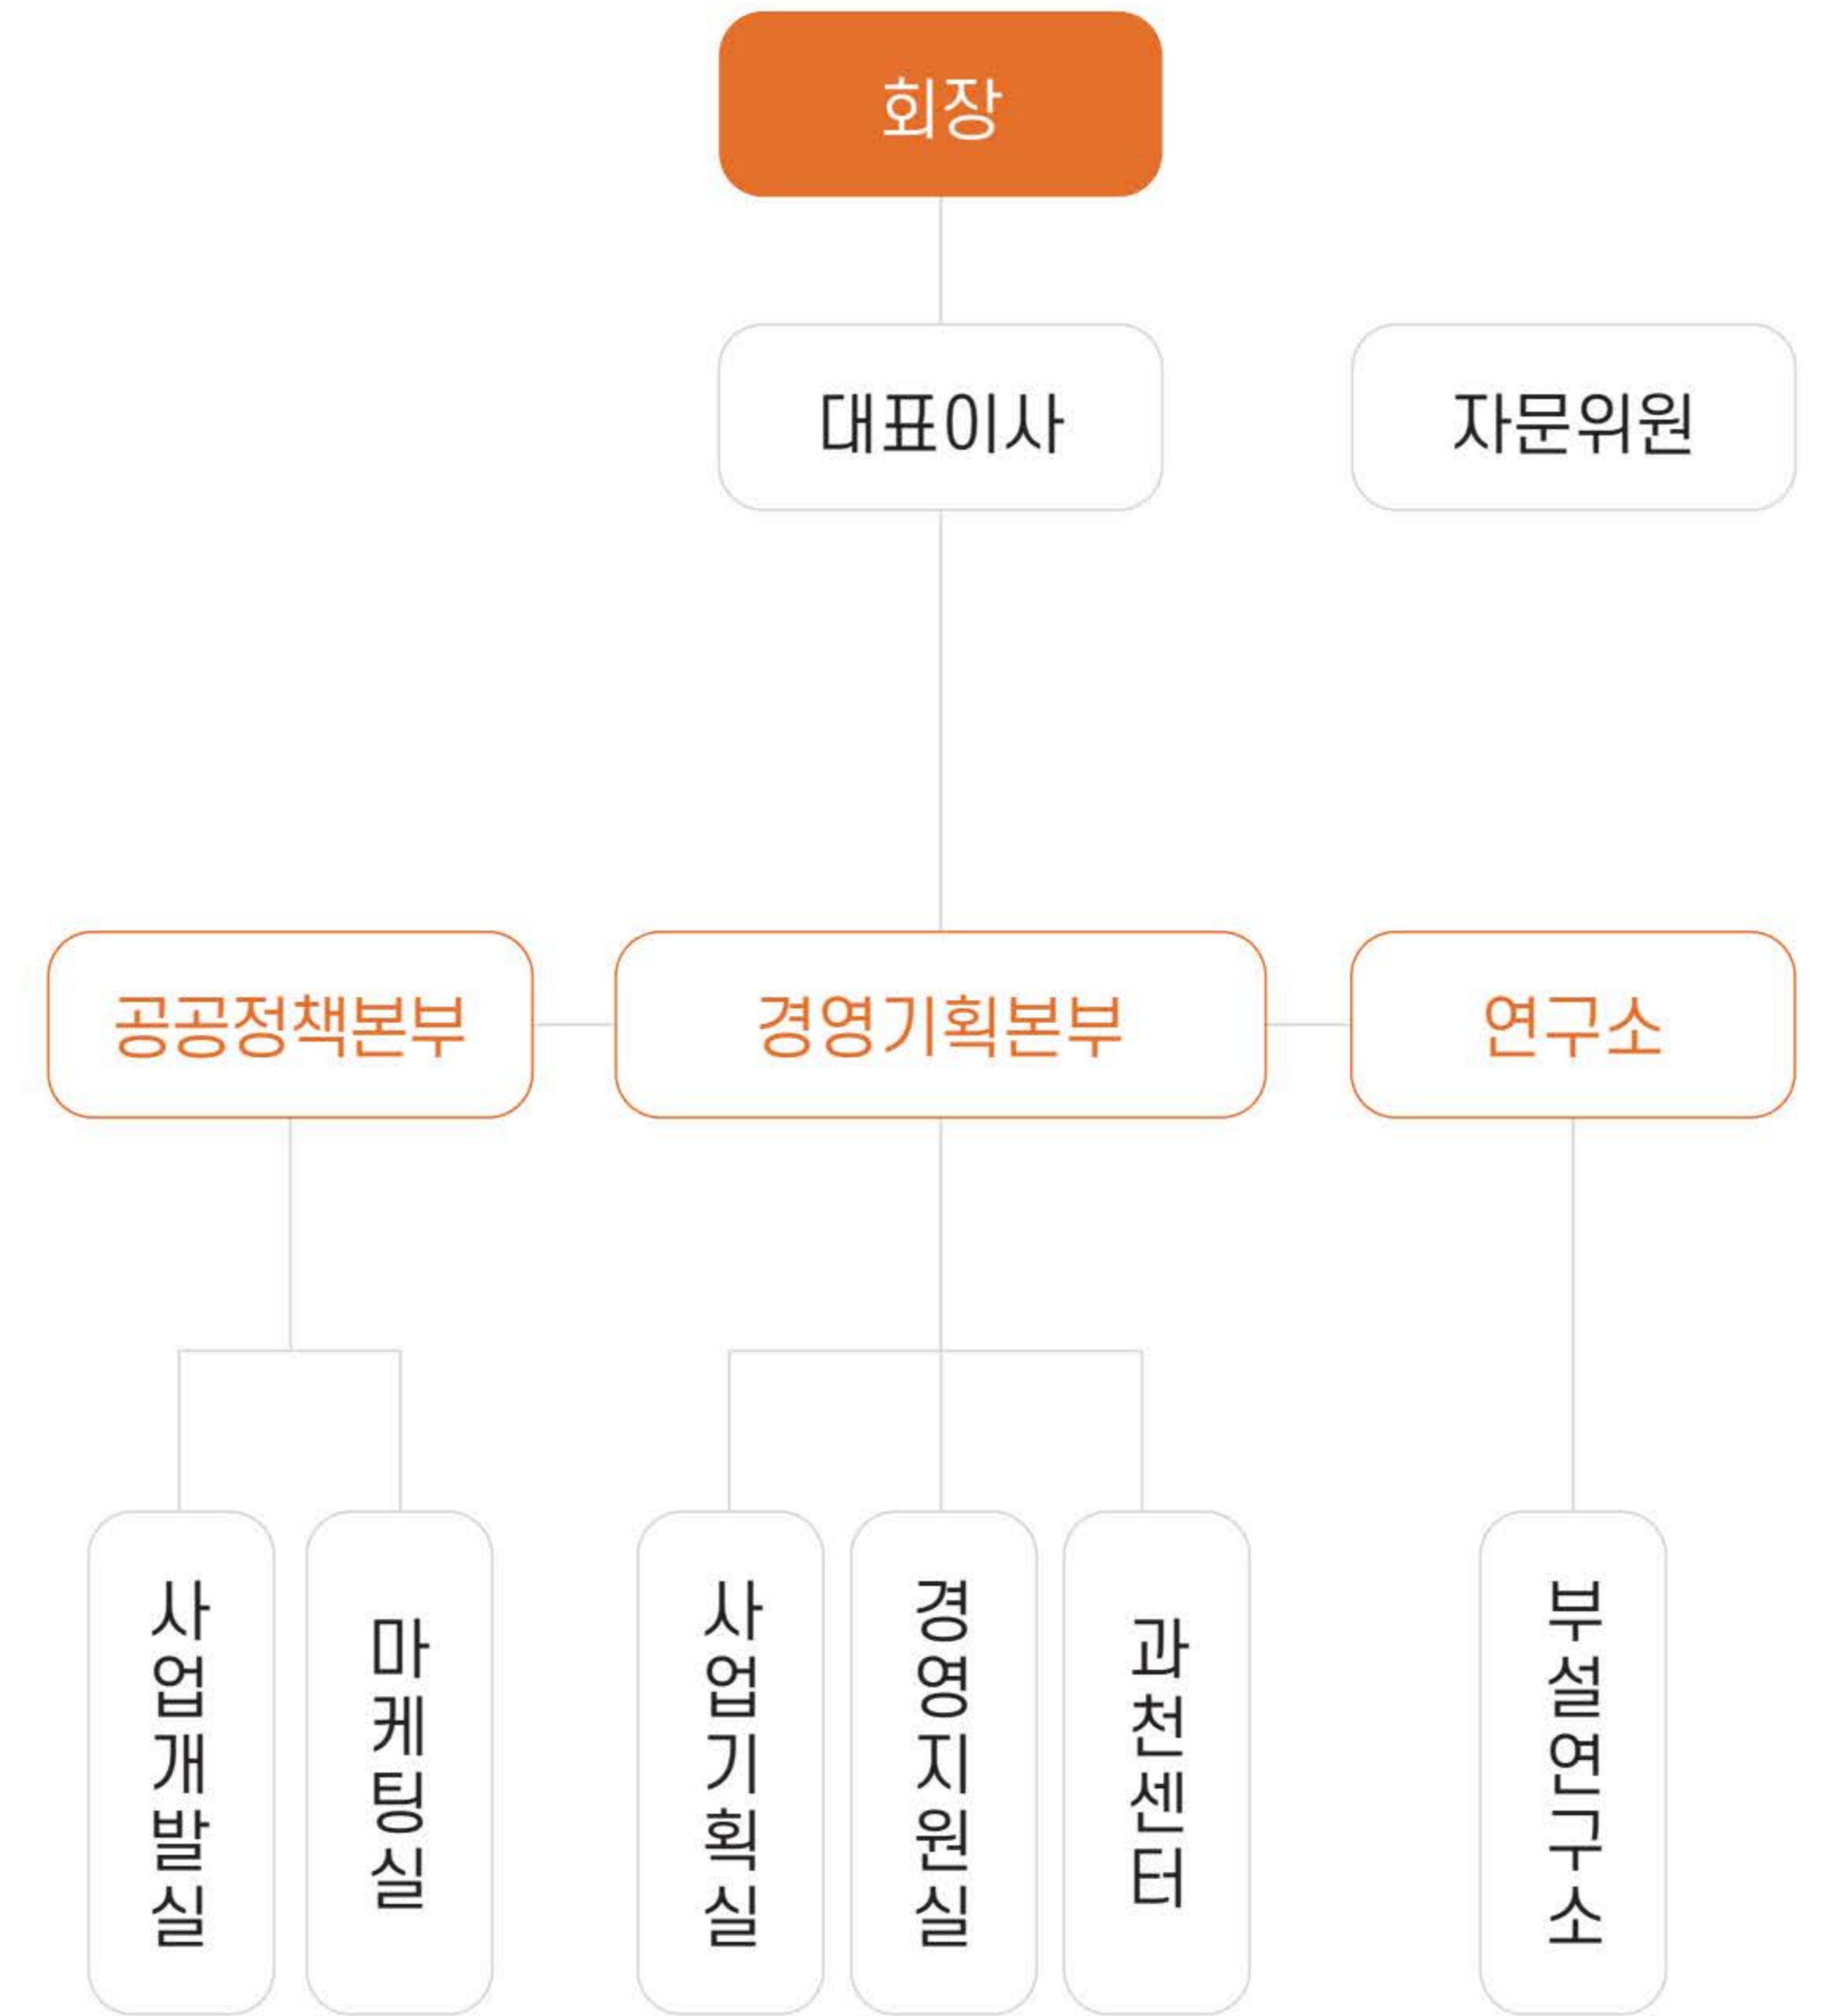 회장
대표이사
자문위원
공공정책본부
경영기획본부
연구소
사업개발실
마케팅실
사업기획실
경영지원실
과천센터
부설연구소